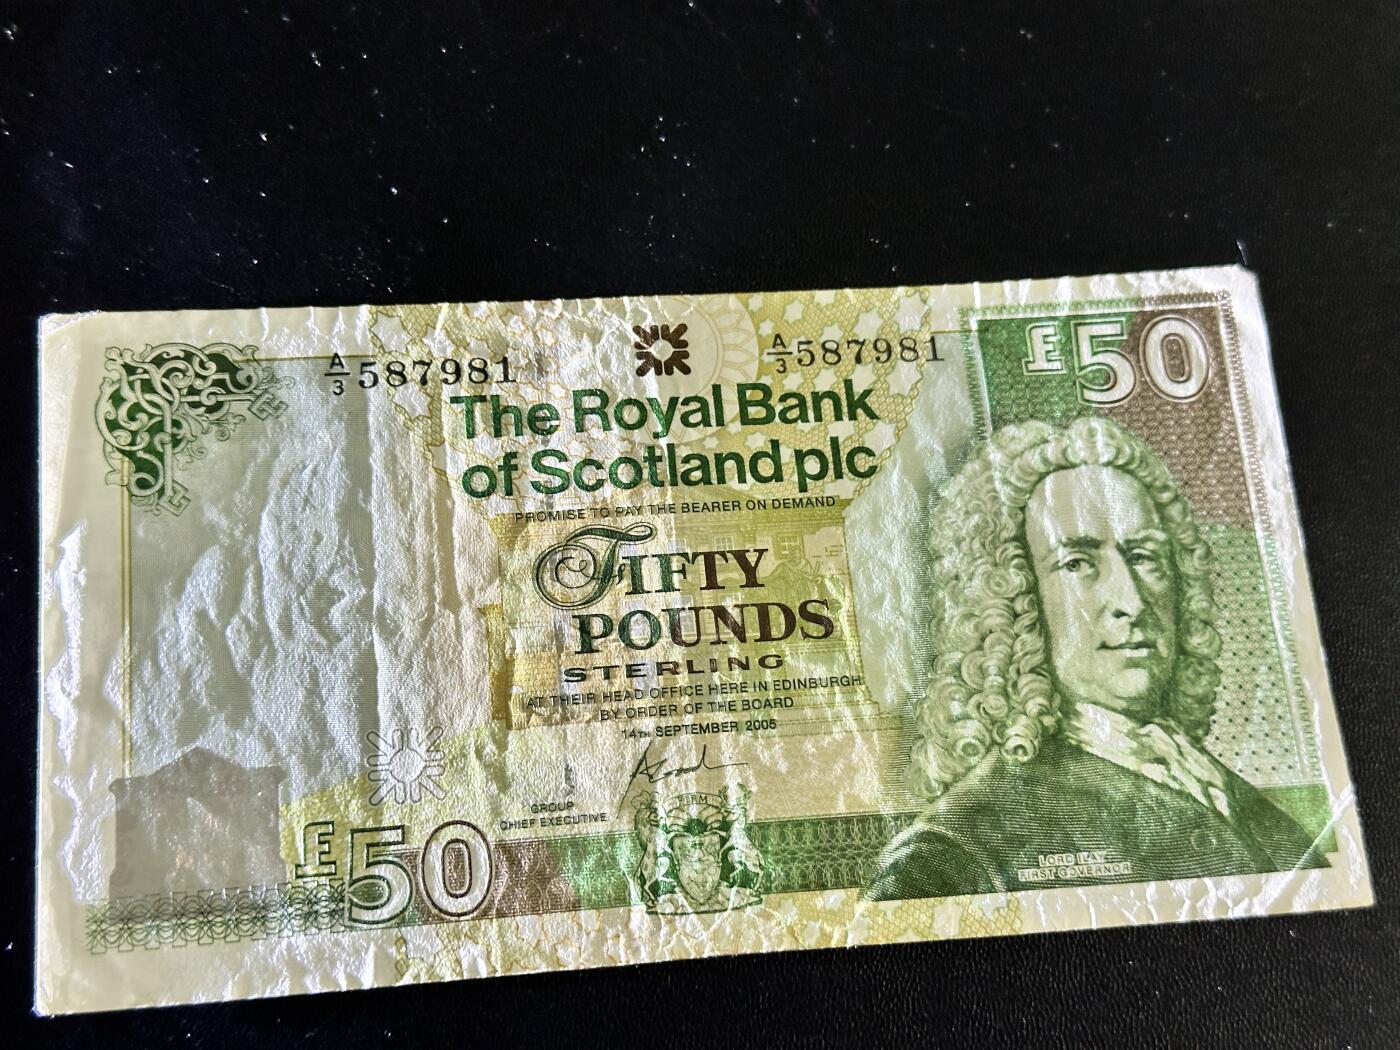 A/3 587981
A/3 587981
£50
The Royal Bank
of Scotland plc
PROMISE TO PAY THE BEARER ON DEMAND
FIFTY
POUNDS
STERLING
AT THEIR HEAD OFFICE HERE IN EDINBURGH
BY ORDER OF THE BOARD
14TH SEPTEMBER 2005
GROUP
CHIEF EXECUTIVE
£50
LORD ILAY
FIRST GOVERNOR